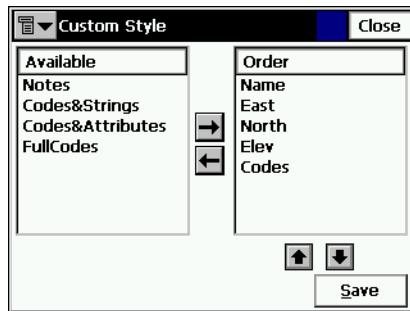 Custom Style
Close
Available
Notes
Codes&Strings
Codes&Attributes
FullCodes
Order
Name
East
North
Elev
Codes
Save